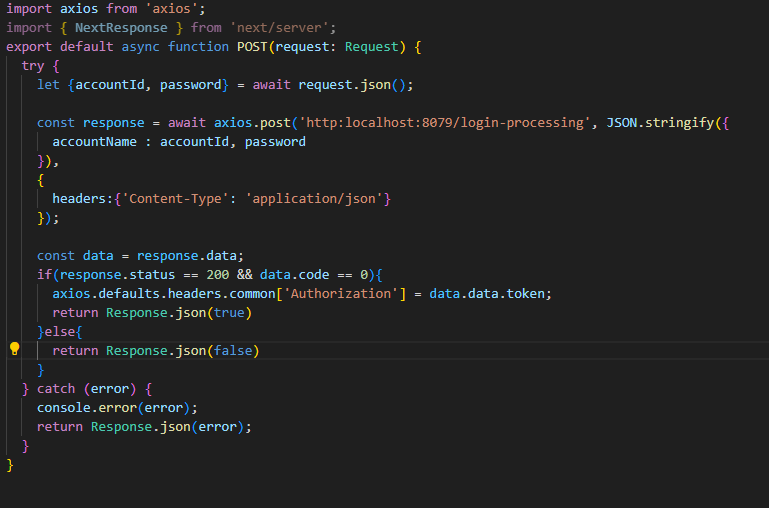 import axios from 'axios';
import { NextResponse } from 'next/server';
export default async function POST(request: Request) {
  try {
    let {accountId, password} = await request.json();

    const response = await axios.post('http:localhost:8079/login-processing', JSON.stringify({
      accountName : accountId, password
    }),
    {
      headers:{'Content-Type': 'application/json'}
    });

    const data = response.data;
    if(response.status == 200 && data.code == 0){
      axios.defaults.headers.common['Authorization'] = data.data.token;
      return Response.json(true)
    }else{
      return Response.json(false)
    }
  } catch (error) {
    console.error(error);
    return Response.json(error);
  }
}